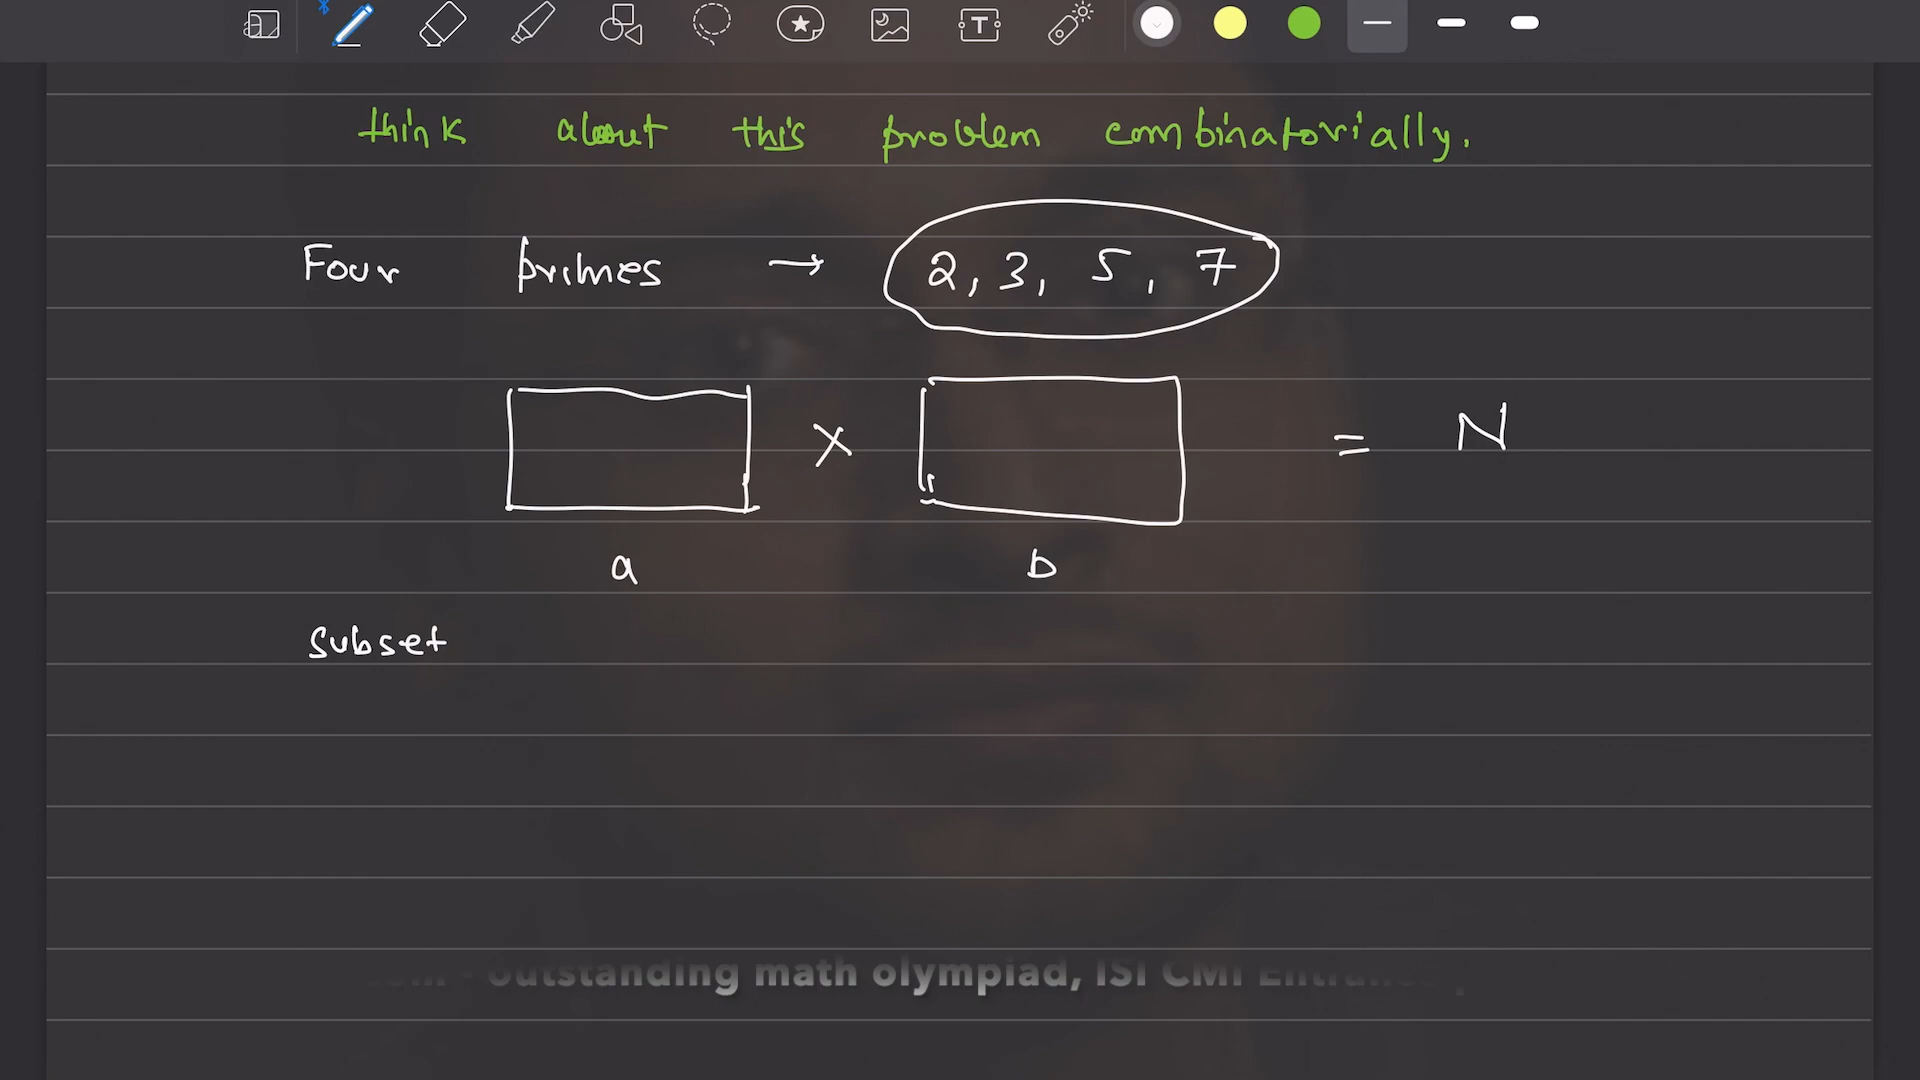 think about this problem combinatorially.
Four primes → 2, 3, 5, 7
× = N
a b
Subset
outstanding math olympiad, ISI CMI